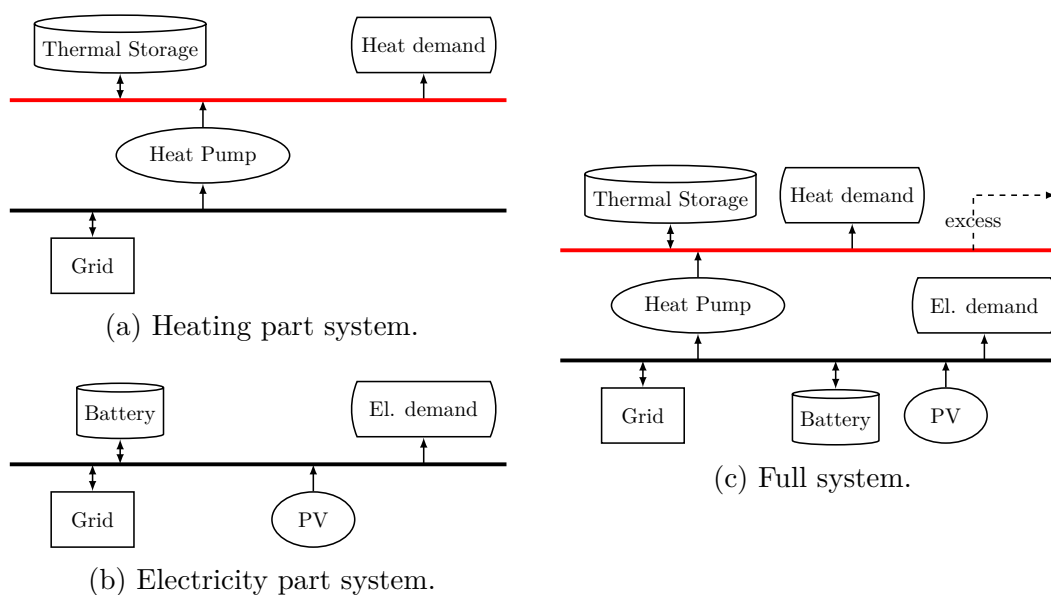 Thermal Storage
Heat demand
Heat Pump
Grid
(a) Heating part system.
Battery
El. demand
Grid
PV
(b) Electricity part system.
Thermal Storage
Heat demand
excess
Heat Pump
El. demand
Grid
Battery
PV
(c) Full system.